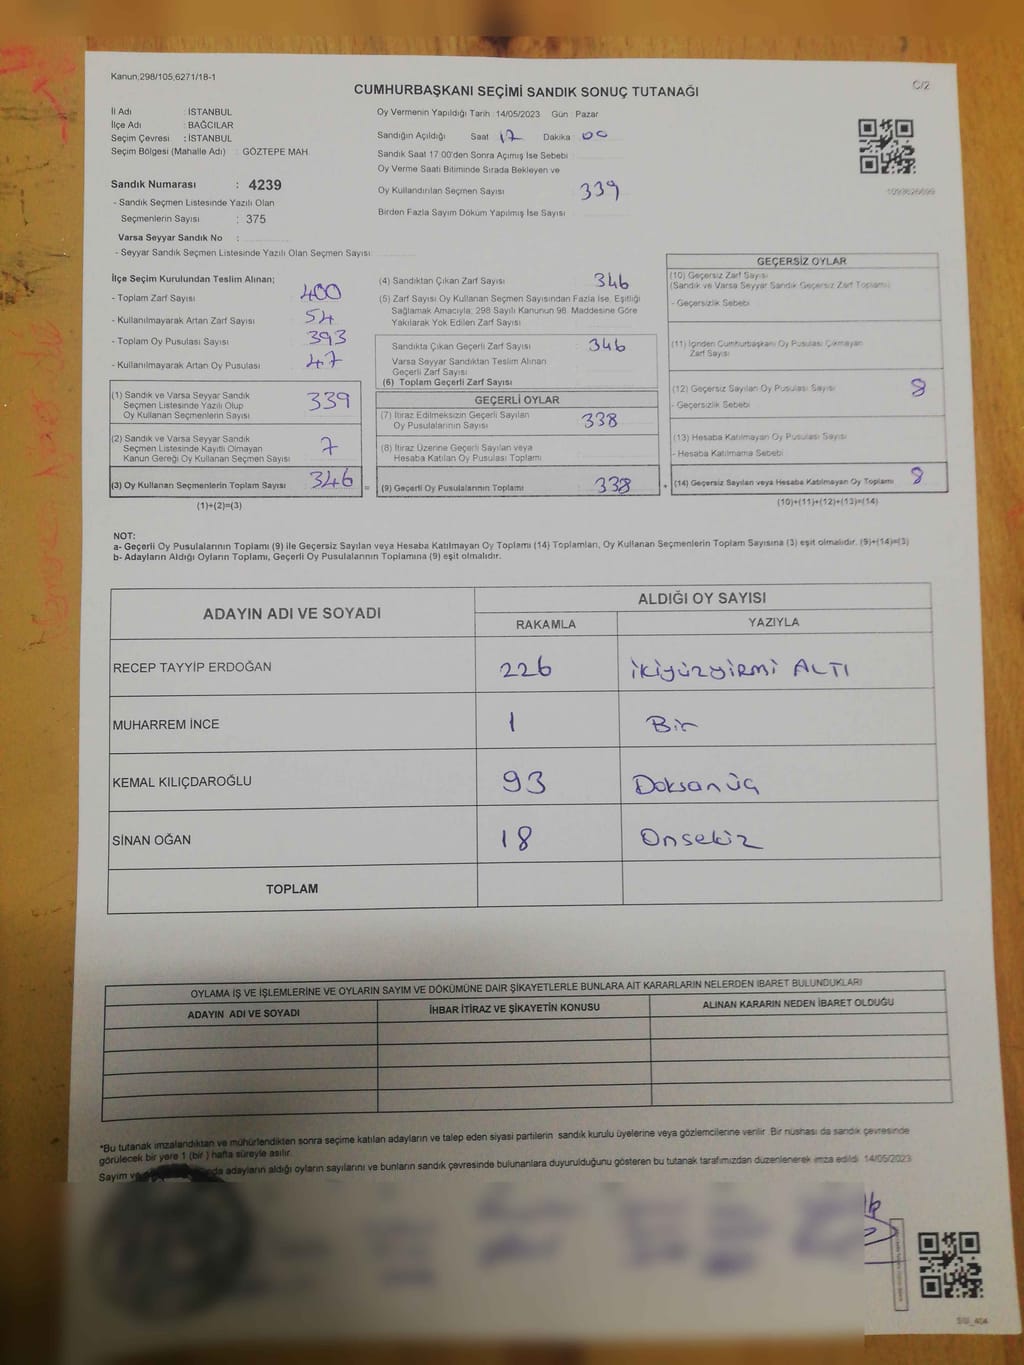 Kanun;298/105,6271/18-1
C/2
CUMHURBAŞKANI SEÇİMİ SANDIK SONUÇ TUTANAĞI
İl Adı : İSTANBUL
İlçe Adı : BAĞCILAR
Seçim Çevresi : İSTANBUL
Seçim Bölgesi (Mahalle Adı) : GÖZTEPE MAH.
Sandık Numarası : 4239
- Sandık Seçmen Listesinde Yazılı Olan
Seçmenlerin Sayısı : 375
Varsa Seyyar Sandık No :
- Seyyar Sandık Seçmen Listesinde Yazılı Olan Seçmen Sayısı
Oy Vermenin Yapıldığı Tarih : 14/05/2023 Gün : Pazar
Sandığın Açıldığı Saat 17 Dakika 00
Sandık Saat 17:00'den Sonra Açımış İse Sebebi
Oy Verme Saati Bitiminde Sırada Bekleyen ve
Oy Kullandırılan Seçmen Sayısı 339
Birden Fazla Sayım Döküm Yapılmış İse Sayısı
1093626699
İlçe Seçim Kurulundan Teslim Alınan;
- Toplam Zarf Sayısı 400
- Kullanılmayarak Artan Zarf Sayısı 54
- Toplam Oy Pusulası Sayısı 393
- Kullanılmayarak Artan Oy Pusulası 47
(1) Sandık ve Varsa Seyyar Sandık
Seçmen Listesinde Yazılı Olup
Oy Kullanan Seçmenlerin Sayısı 339
(2) Sandık ve Varsa Seyyar Sandık
Seçmen Listesinde Kayıtlı Olmayan
Kanun Gereği Oy Kullanan Seçmen Sayısı 7
(3) Oy Kullanan Seçmenlerin Toplam Sayısı 346 =
(1)+(2)=(3)
(4) Sandıktan Çıkan Zarf Sayısı 346
(5) Zarf Sayısı Oy Kullanan Seçmen Sayısından Fazla İse, Eşitliği
Sağlamak Amacıyla; 298 Sayılı Kanunun 98. Maddesine Göre
Yakılarak Yok Edilen Zarf Sayısı
Sandıkta Çıkan Geçerli Zarf Sayısı 346
Varsa Seyyar Sandıktan Teslim Alınan
Geçerli Zarf Sayısı
(6) Toplam Geçerli Zarf Sayısı
GEÇERLİ OYLAR
(7) İtiraz Edilmeksizin Geçerli Sayılan
Oy Pusulalarının Sayısı 338
(8) İtiraz Üzerine Geçerli Sayılan veya
Hesaba Katılan Oy Pusulası Toplamı
(9) Geçerli Oy Pusulalarının Toplamı 338 +
GEÇERSİZ OYLAR
(10) Geçersiz Zarf Sayısı
(Sandık ve Varsa Seyyar Sandık Geçersiz Zarf Toplamı)
- Geçersizlik Sebebi
(11) İçinden Cumhurbaşkanı Oy Pusulası Çıkmayan
Zarf Sayısı
(12) Geçersiz Sayılan Oy Pusulası Sayısı 8
- Geçersizlik Sebebi
(13) Hesaba Katılmayan Oy Pusulası Sayısı
- Hesaba Katılmama Sebebi
(14) Geçersiz Sayılan veya Hesaba Katılmayan Oy Toplamı 8
(10)+(11)+(12)+(13)=(14)
NOT:
a- Geçerli Oy Pusulalarının Toplamı (9) ile Geçersiz Sayılan veya Hesaba Katılmayan Oy Toplamı (14) Toplamları, Oy Kullanan Seçmenlerin Toplam Sayısına (3) eşit olmalıdır. (9)+(14)=(3)
b- Adayların Aldığı Oyların Toplamı, Geçerli Oy Pusulalarının Toplamına (9) eşit olmalıdır.
ADAYIN ADI VE SOYADI ALDIĞI OY SAYISI
RAKAMLA YAZIYLA
RECEP TAYYİP ERDOĞAN 226 İkiyüzyirmi ALTI
MUHARREM İNCE 1 Bir
KEMAL KILIÇDAROĞLU 93 Doksanüç
SİNAN OĞAN 18 Onsekiz
TOPLAM
OYLAMA İŞ VE İŞLEMLERİNE VE OYLARIN SAYIM VE DÖKÜMÜNE DAİR ŞİKAYETLERLE BUNLARA AİT KARARLARIN NELERDEN İBARET BULUNDUKLARI
ADAYIN ADI VE SOYADI İHBAR İTİRAZ VE ŞİKAYETİN KONUSU ALINAN KARARIN NEDEN İBARET OLDUĞU
*Bu tutanak imzalandıktan ve mühürlendikten sonra seçime katılan adayların ve talep eden siyasi partilerin sandık kurulu üyelerine veya gözlemcilerine verilir. Bir nüshası da sandık çevresinde
görülecek bir yere 1 (bir ) hafta süreyle asılır.
Sayım ve adayların aldığı oyların sayılarını ve bunların sandık çevresinde bulunanlara duyurulduğunu gösteren bu tutanak tarafımızdan düzenlenerek imza edildi. 14/05/2023